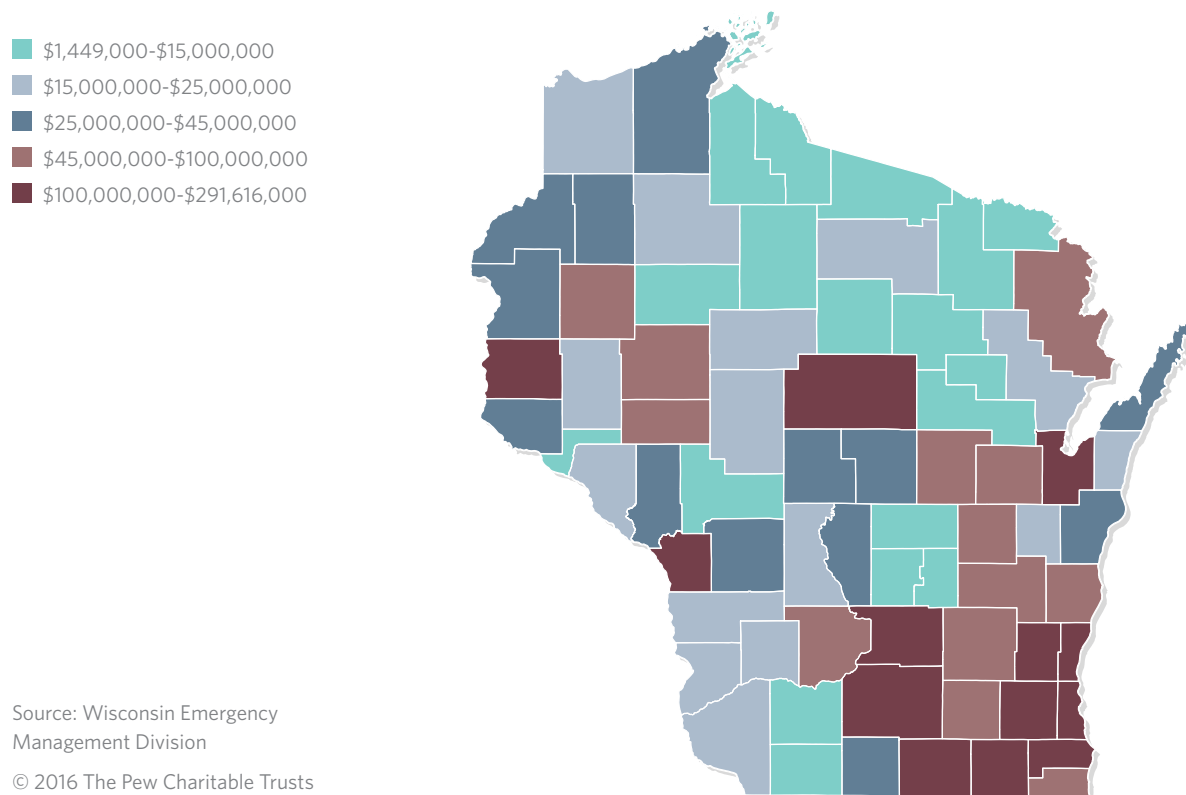 $1,449,000-$15,000,000
$15,000,000-$25,000,000
$25,000,000-$45,000,000
$45,000,000-$100,000,000
$100,000,000-$291,616,000
Source: Wisconsin Emergency
Management Division
© 2016 The Pew Charitable Trusts